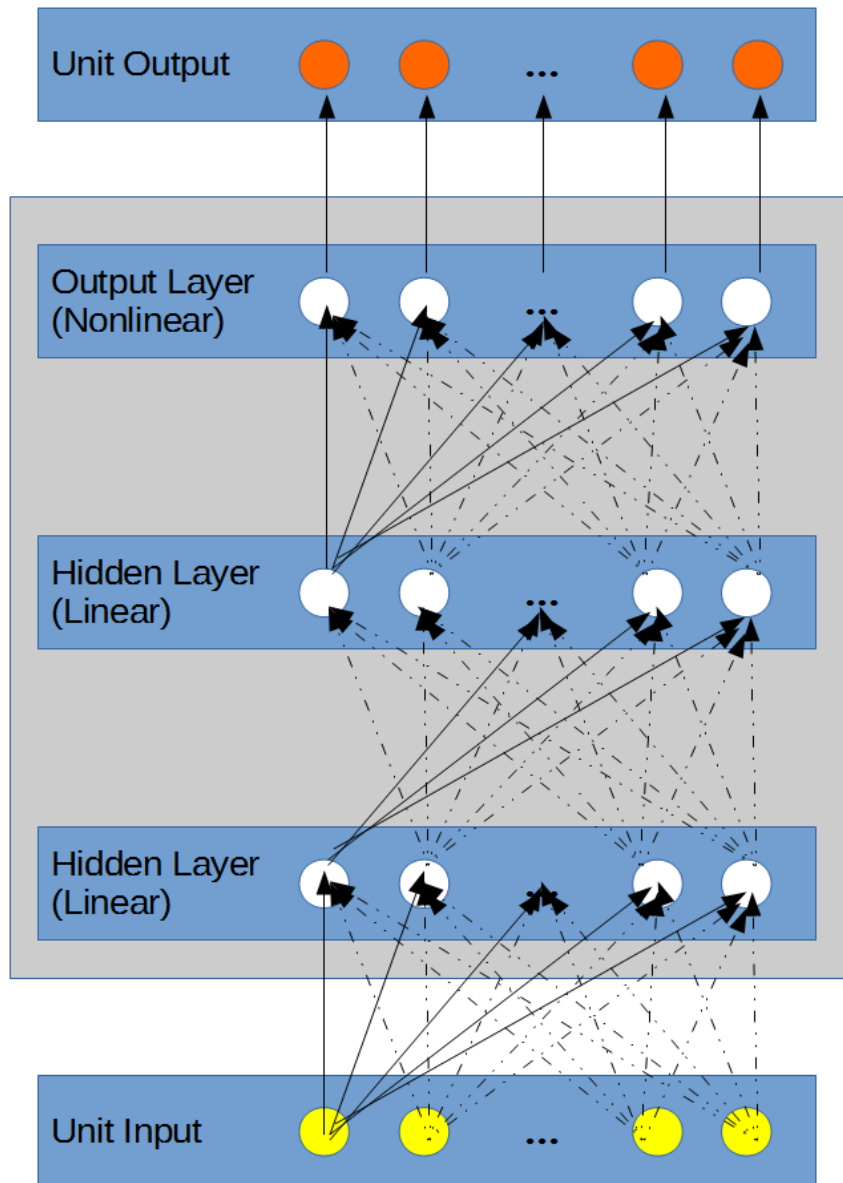 Unit Output
...
Output Layer
(Nonlinear)
...
Hidden Layer
(Linear)
...
Hidden Layer
(Linear)
...
Unit Input
...